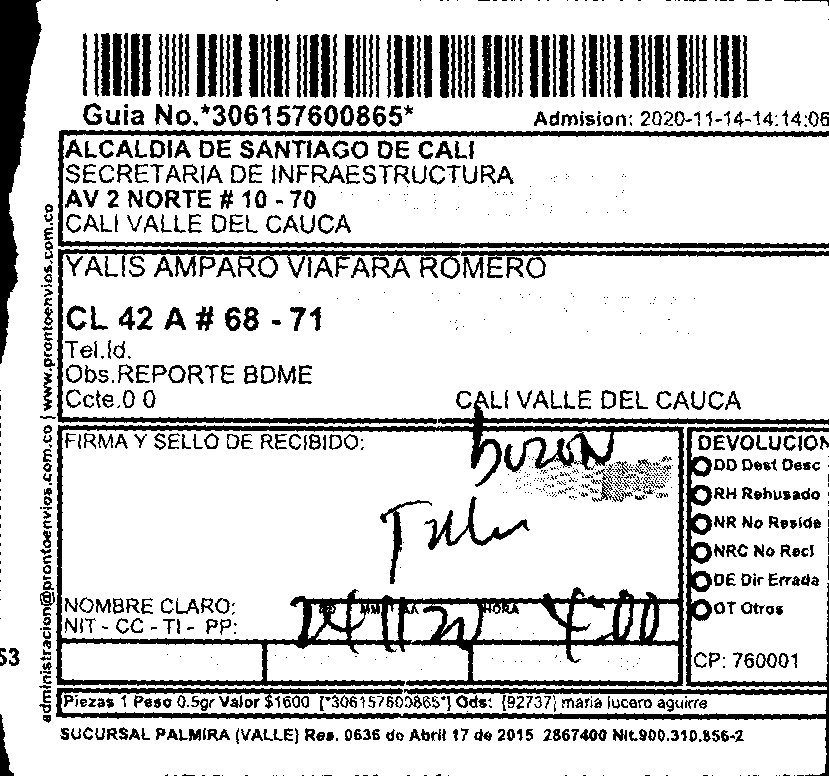 Guia No.*306157600865*
Admision: 2020-11-14-14:14:06
ALCALDIA DE SANTIAGO DE CALI
SECRETARIA DE INFRAESTRUCTURA
AV 2 NORTE # 10 - 70
CALI VALLE DEL CAUCA
YALIS AMPARO VIAFARA ROMERO
CL 42 A # 68 - 71
Tel.Id.
Obs.REPORTE BDME
Ccte.0 0
CALI VALLE DEL CAUCA
administracion@prontoenvios.com.co | www.prontoenvios.com.co
FIRMA Y SELLO DE RECIBIDO:
buzon
NOMBRE CLARO:
NIT - CC - TI - PP:
DD MM AA HORA
24 11 20 4:00
DEVOLUCION
DD Dest Desc
RH Rehusado
NR No Reside
NRC No Recl
DE Dir Errada
OT Otros
CP: 760001
53
Piezas 1 Peso 0.5gr Valor $1600 [*306157600865*] Ods: [92737] maria lucero aguirre
SUCURSAL PALMIRA (VALLE) Res. 0636 de Abril 17 de 2015 2867400 Nit.900.310.856-2